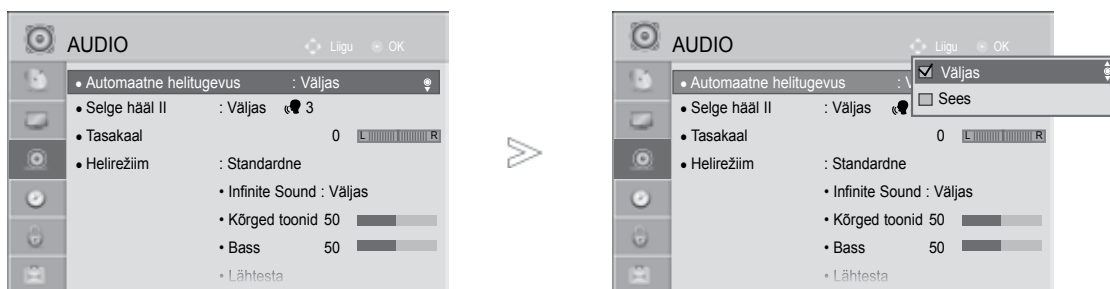 AUDIO
Liigu OK
• Automaatne helitugevus : Väljas
• Selge hääl II : Väljas 3
• Tasakaal 0 L R
• Helirežiim : Standardne
• Infinite Sound : Väljas
• Kõrged toonid 50
• Bass 50
• Lähtesta
>
AUDIO
Liigu OK
• Automaatne helitugevus : V
Väljas
Sees
• Selge hääl II : Väljas
• Tasakaal 0 L R
• Helirežiim : Standardne
• Infinite Sound : Väljas
• Kõrged toonid 50
• Bass 50
• Lähtesta